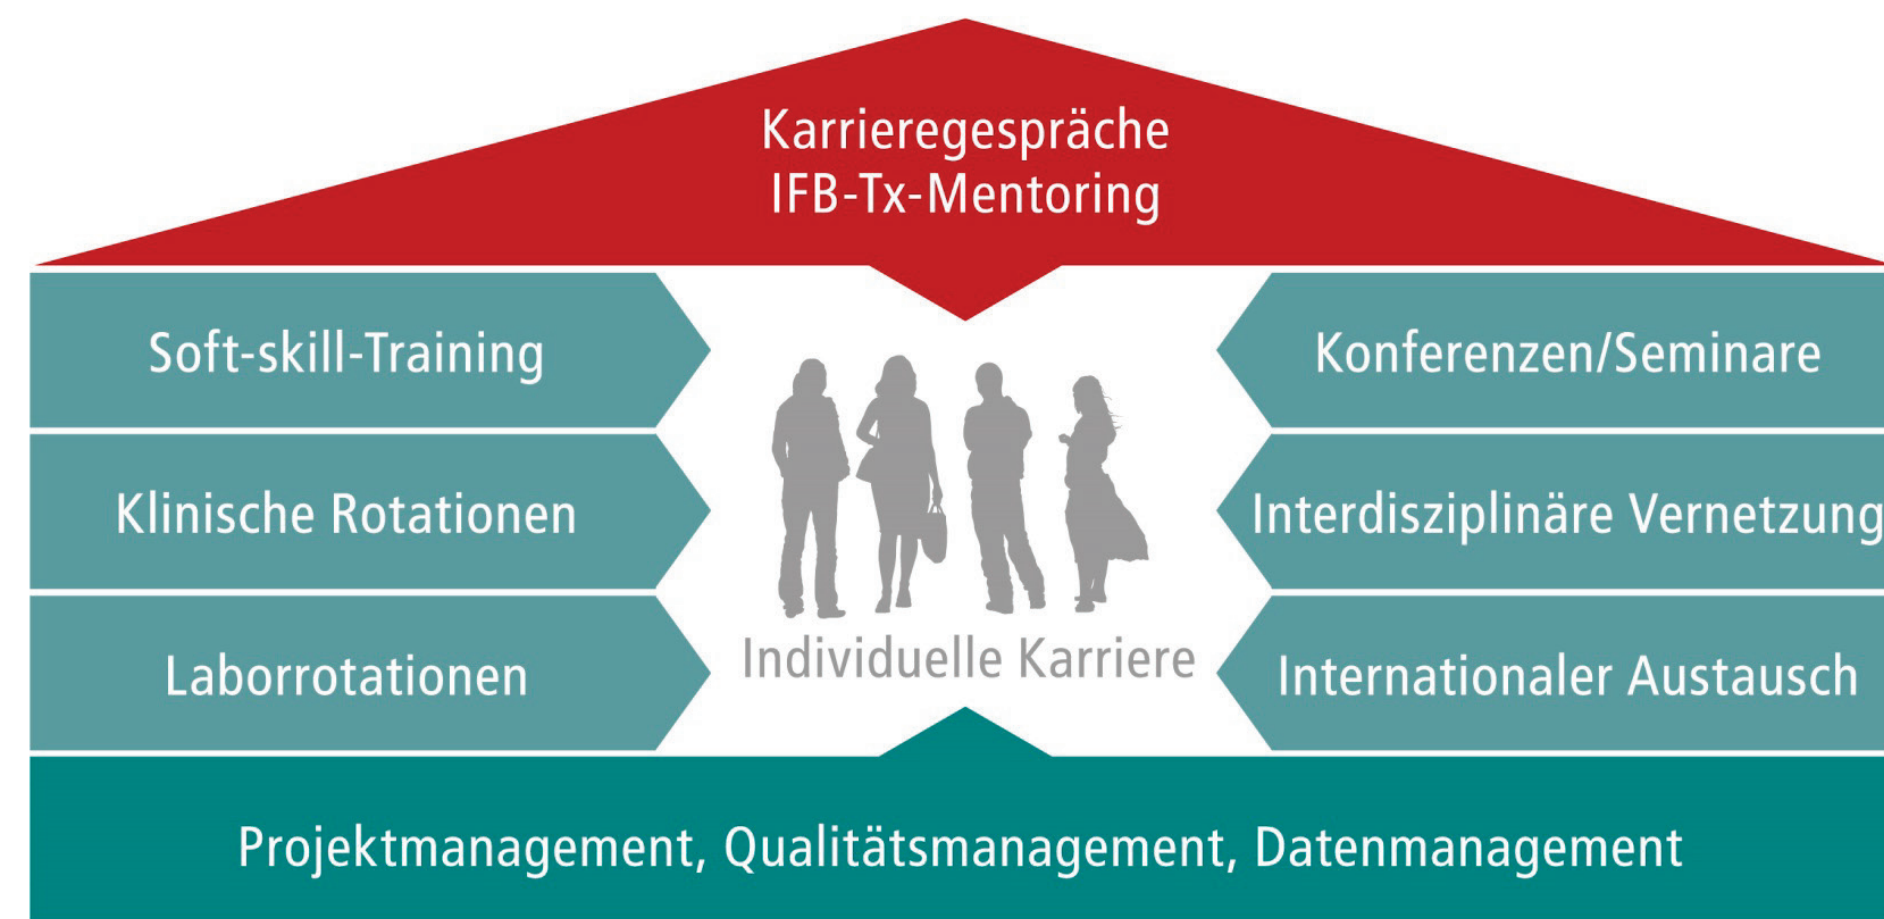 Karrieregespräche
IFB-Tx-Mentoring
Soft-skill-Training
Klinische Rotationen
Laborrotationen
Individuelle Karriere
Konferenzen/Seminare
Interdisziplinäre Vernetzung
Internationaler Austausch
Projektmanagement, Qualitätsmanagement, Datenmanagement